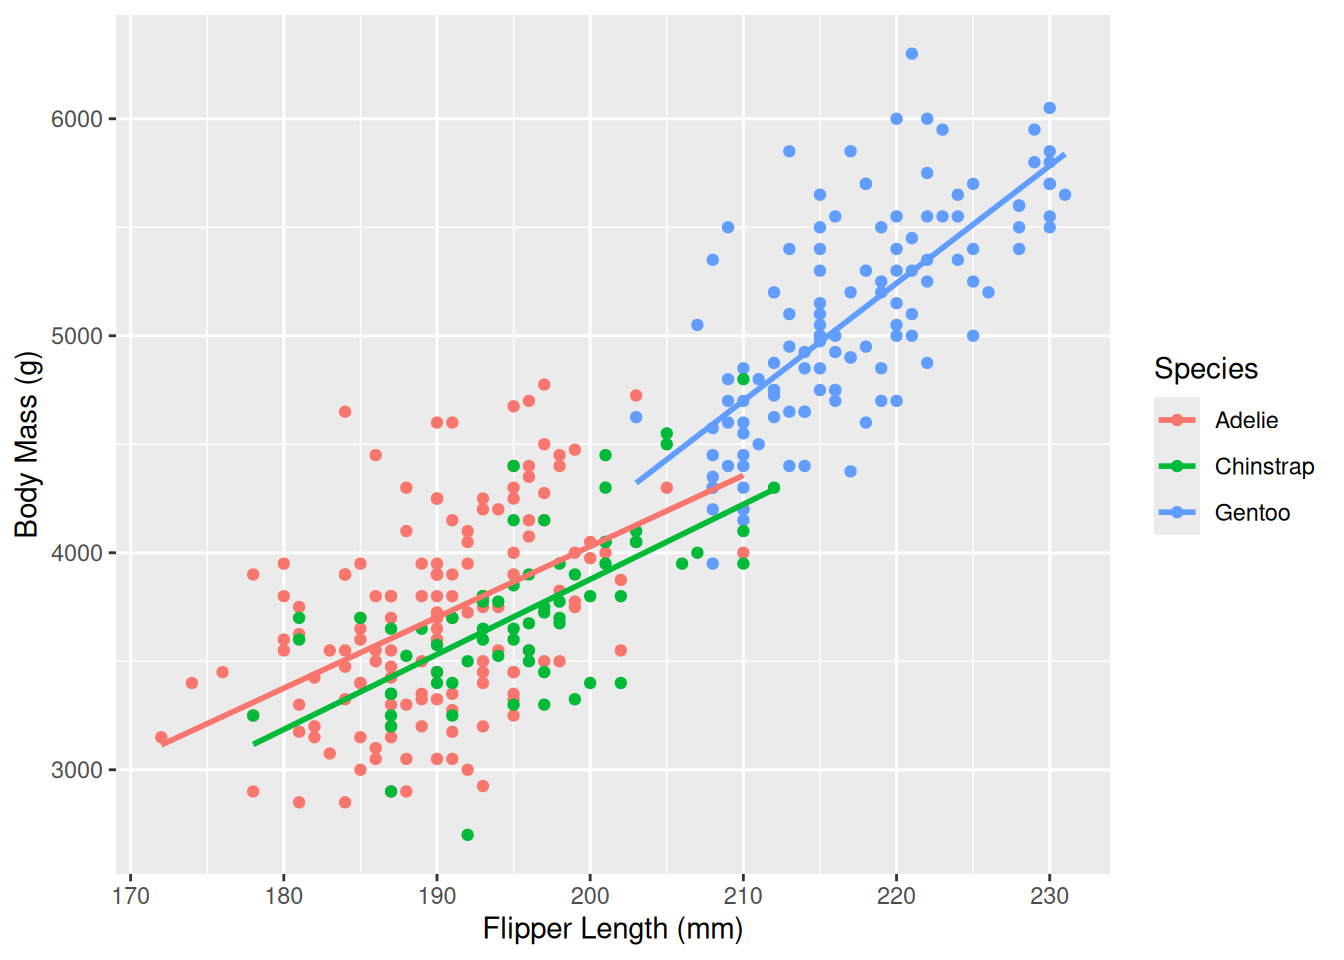 6000
5000
4000
3000
Body Mass (g)
170 180 190 200 210 220 230
Flipper Length (mm)
Species
Adelie
Chinstrap
Gentoo